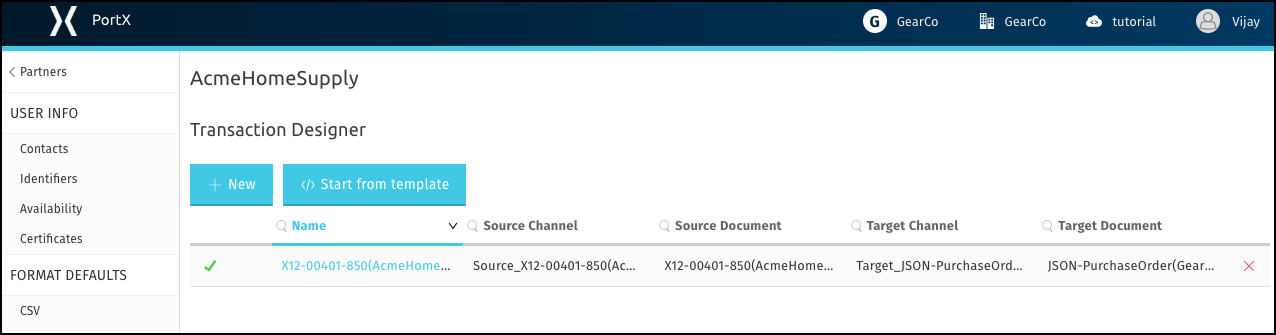 PortX
G GearCo
GearCo
tutorial
Vijay
Partners
USER INFO
Contacts
Identifiers
Availability
Certificates
FORMAT DEFAULTS
CSV
AcmeHomeSupply
Transaction Designer
New
Start from template
Name Source Channel Source Document Target Channel Target Document
X12-00401-850(AcmeHome... Source_X12-00401-850(Ac... X12-00401-850(AcmeHome... Target_JSON-PurchaseOrd... JSON-PurchaseOrder(Gear...